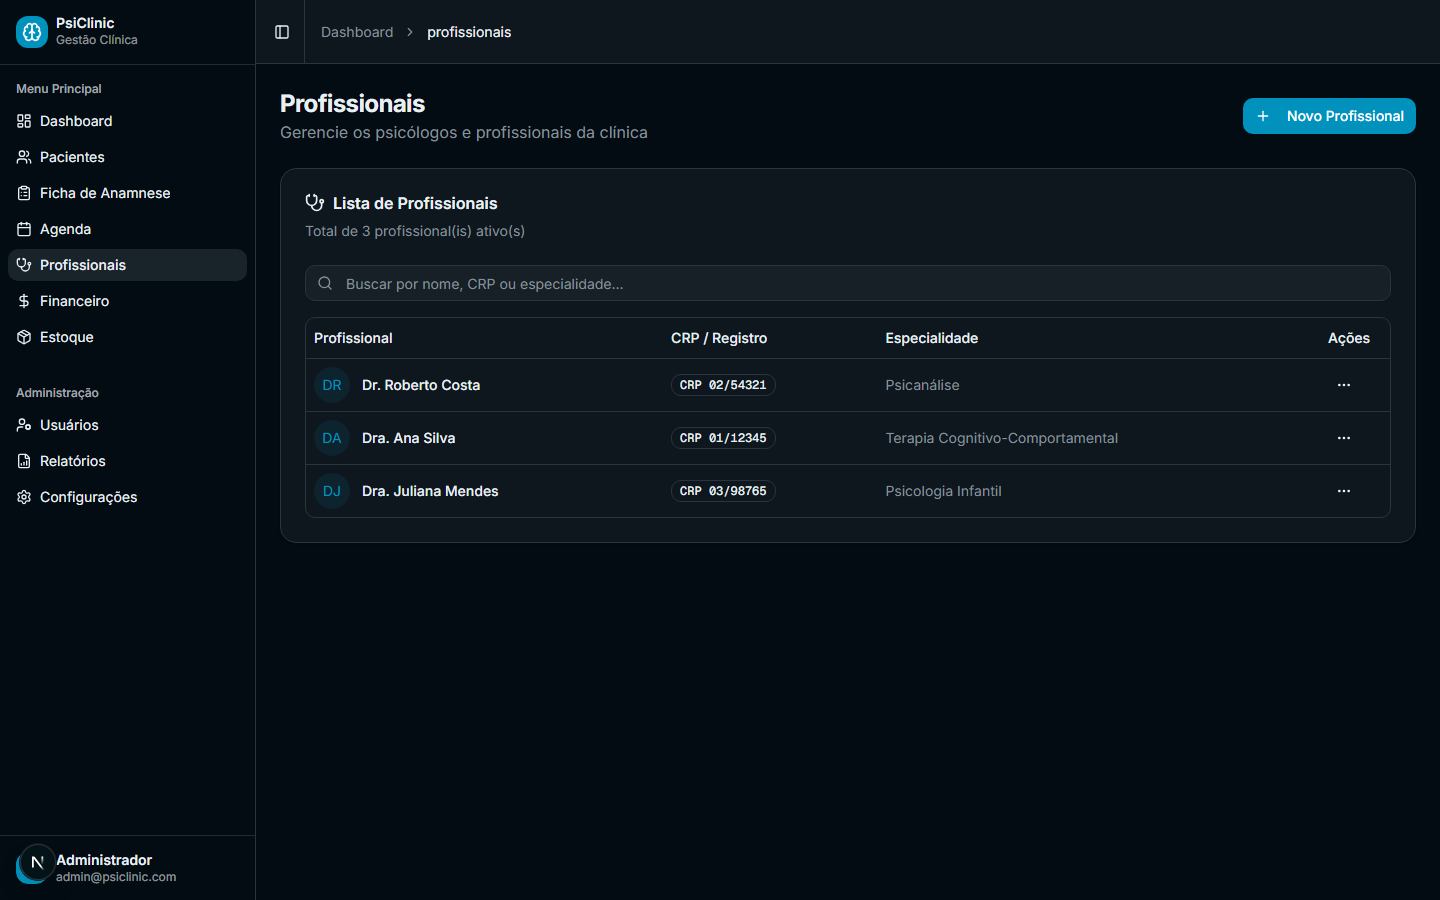 PsiClinic
Gestão Clínica
Menu Principal
Dashboard
Pacientes
Ficha de Anamnese
Agenda
Profissionais
Financeiro
Estoque
Administração
Usuários
Relatórios
Configurações
N
Administrador
admin@psiclinic.com
Dashboard > profissionais
Profissionais
Gerencie os psicólogos e profissionais da clínica
+ Novo Profissional
Lista de Profissionais
Total de 3 profissional(is) ativo(s)
Buscar por nome, CRP ou especialidade...
Profissional CRP / Registro Especialidade Ações
DR Dr. Roberto Costa CRP 02/54321 Psicanálise ...
DA Dra. Ana Silva CRP 01/12345 Terapia Cognitivo-Comportamental ...
DJ Dra. Juliana Mendes CRP 03/98765 Psicologia Infantil ...